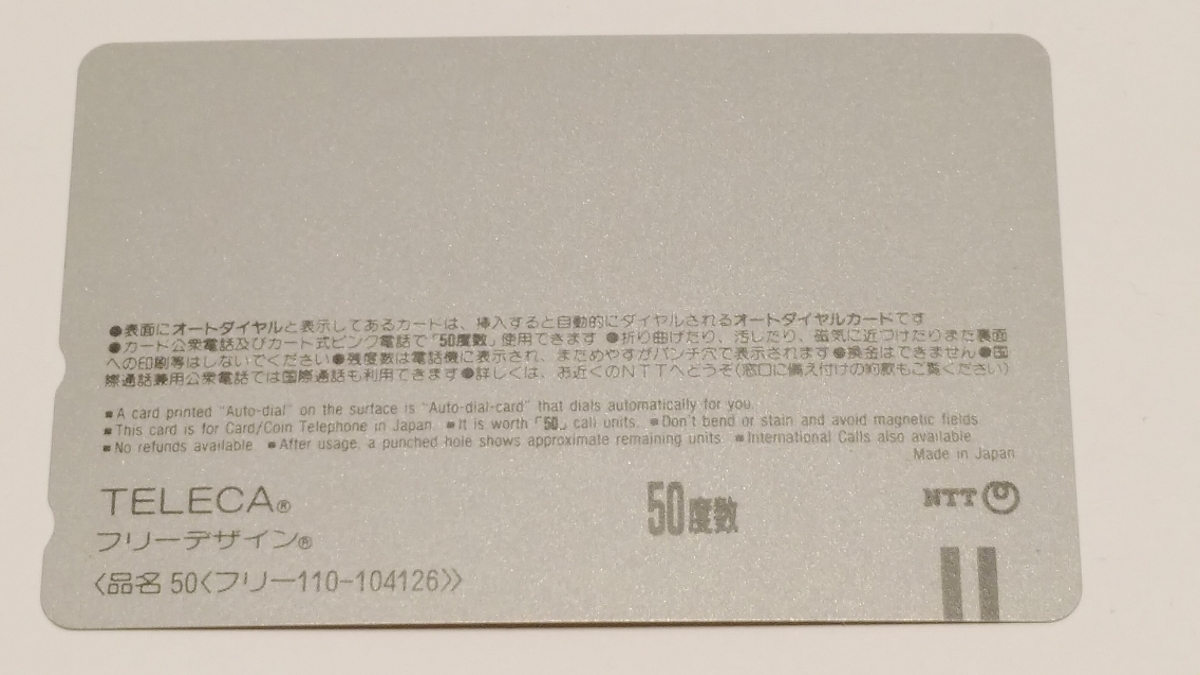 ●表面にオートダイヤルと表示してあるカードは、挿入すると自動的にダイヤルされるオートダイヤルカードです
●カード公衆電話及びカード式ピンク電話で「50度数」使用できます ●折り曲げたり、汚したり、磁気に近づけたりまた裏面
への印刷等はしないでください●残度数は電話機に表示され、まためやすがパンチ穴で表示されます●換金はできません●国
際通話兼用公衆電話では国際通話も利用できます●詳しくは、お近くのNTTへどうぞ(窓口に備え付けの約款もご覧ください)
■A card printed "Auto-dial" on the surface is "Auto-dial-card" that dials automatically for you.
■This card is for Card/Coin Telephone in Japan. ■It is worth「50」call units. ■Don't bend or stain and avoid magnetic fields.
■No refunds available ■After usage, a punched hole shows approximate remaining units. ■International Calls also available.
Made in Japan
TELECA®
50度数
NTT
フリーデザイン®
〈品名 50〈フリー110-104126〉〉